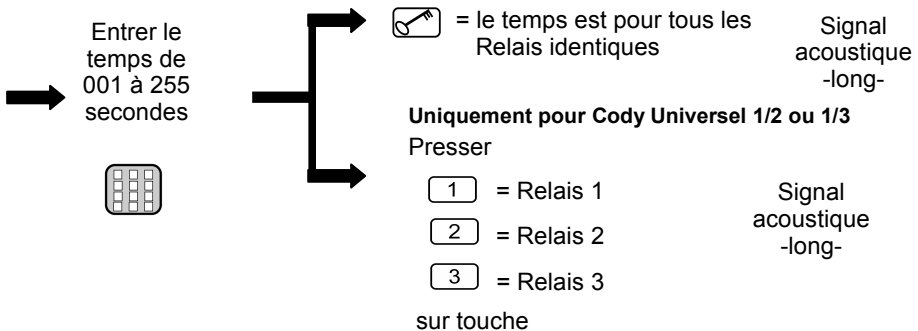 Entrer le
temps de
001 à 255
secondes
= le temps est pour tous les
Relais identiques
Signal
acoustique
-long-
Uniquement pour Cody Universel 1/2 ou 1/3
Presser
1 = Relais 1
2 = Relais 2
3 = Relais 3
sur touche
Signal
acoustique
-long-